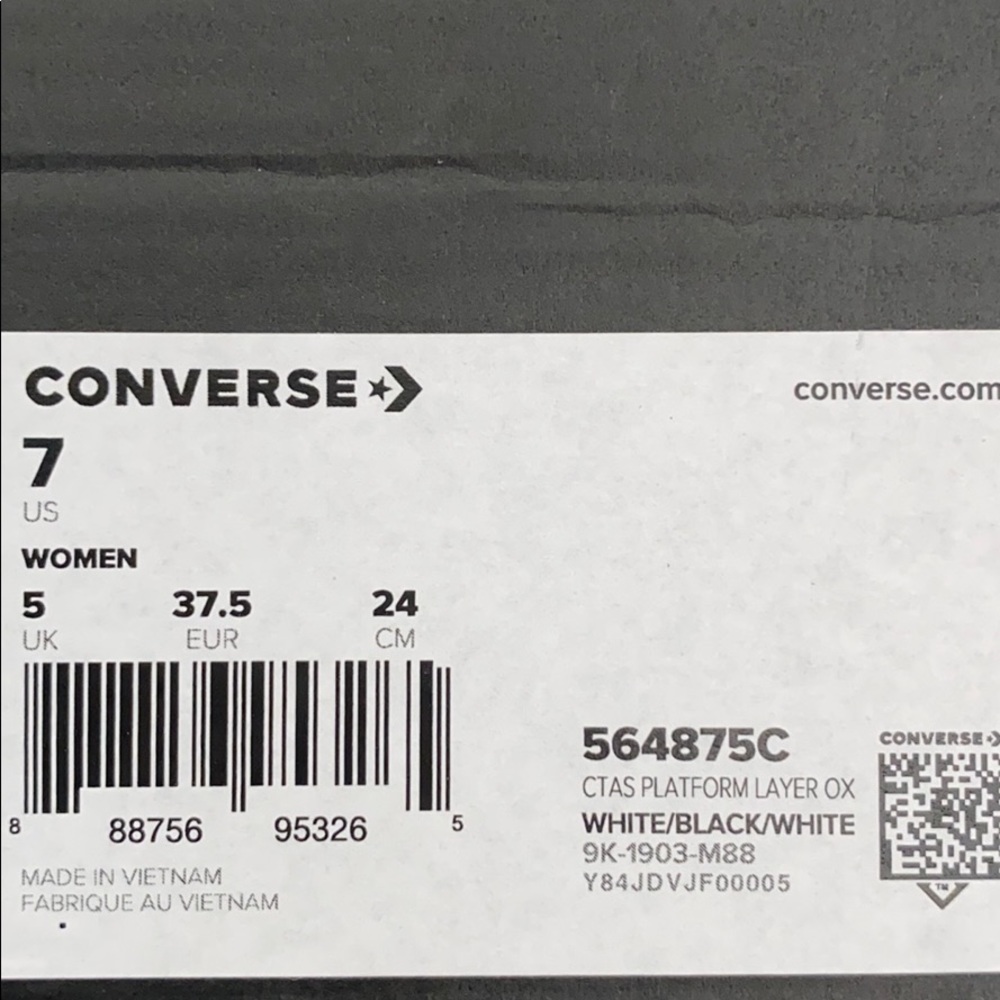 CONVERSE
converse.com
7
US
WOMEN
5 37.5 24
UK EUR CM
8 88756 95326 5
MADE IN VIETNAM
FABRIQUE AU VIETNAM
564875C
CTAS PLATFORM LAYER OX
WHITE/BLACK/WHITE
9K-1903-M88
Y84JDVJF00005
CONVERSE
TM